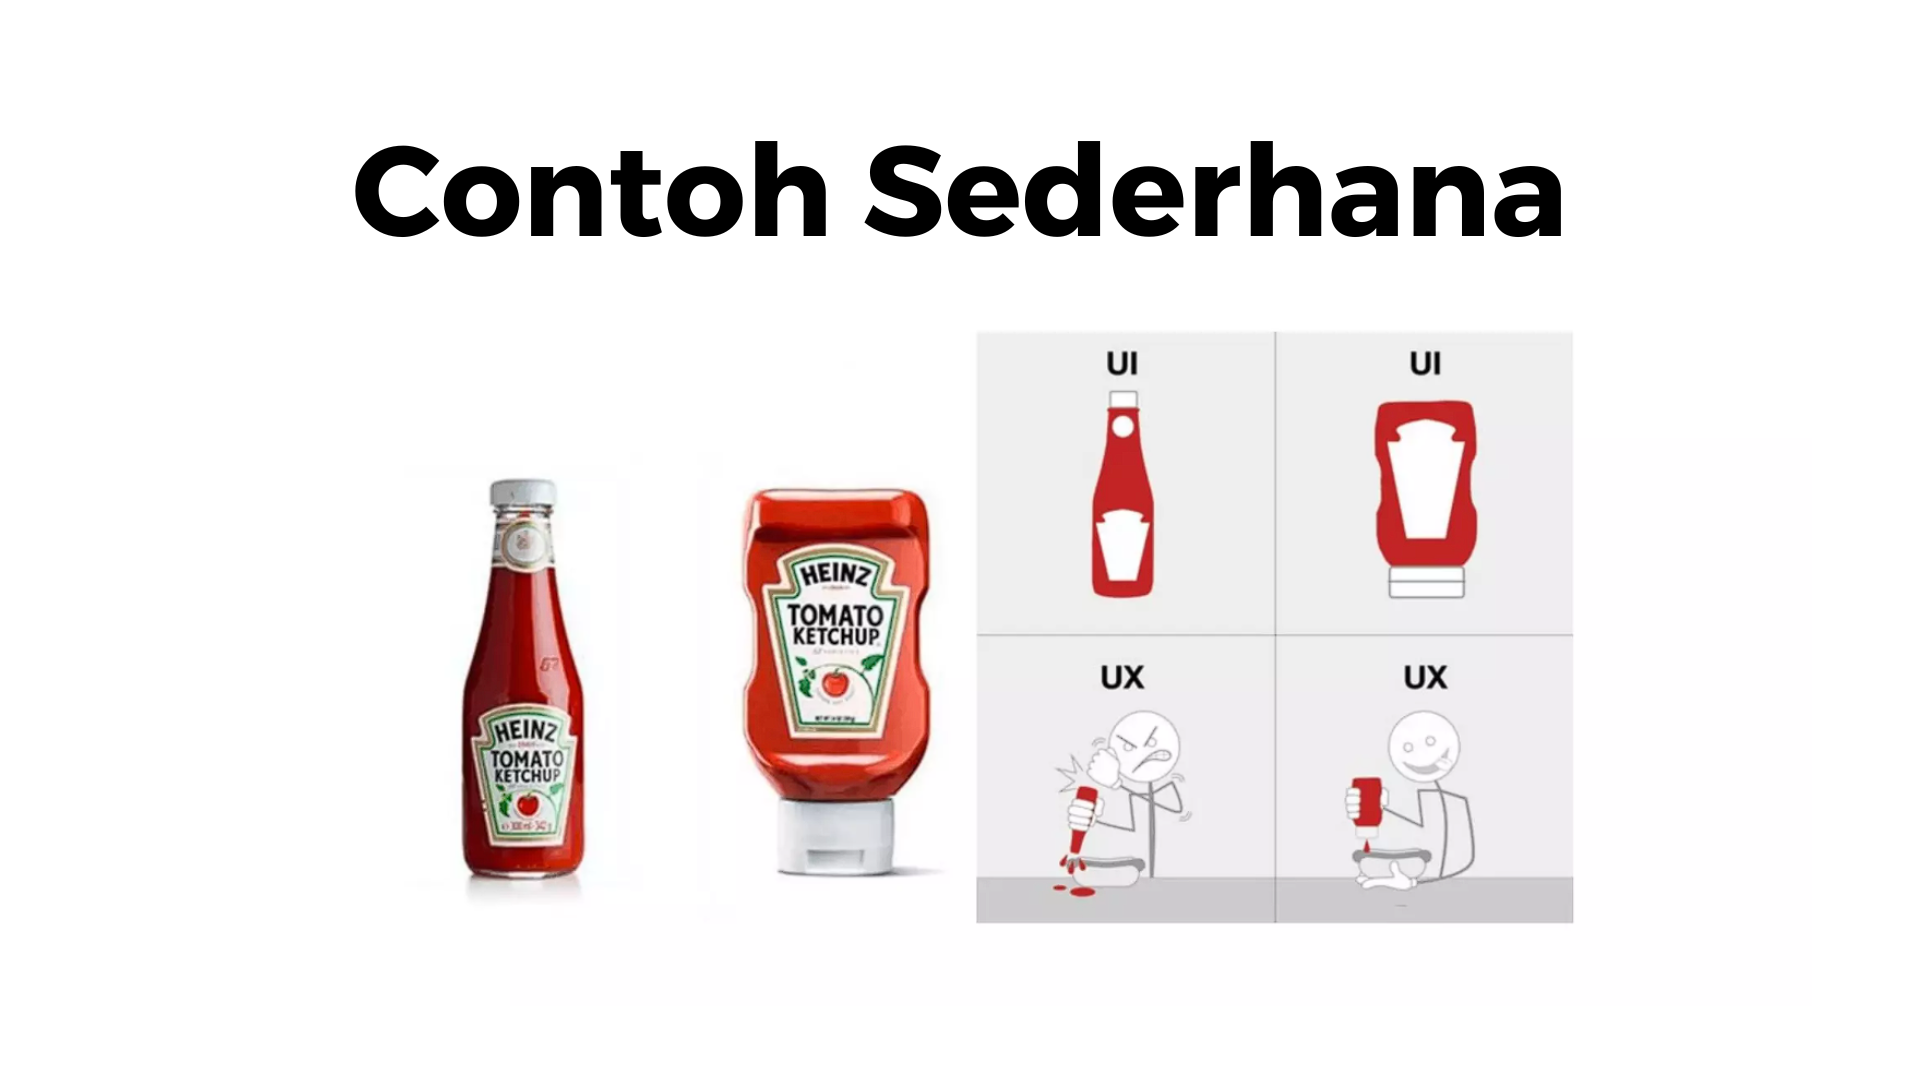 Contoh Sederhana
HEINZ
TOMATO
KETCHUP
HEINZ
TOMATO
KETCHUP
UI
UI
UX
UX